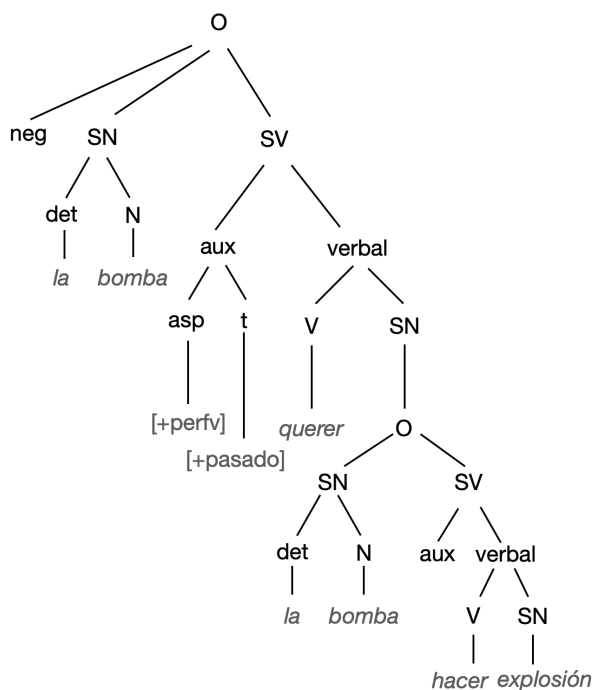 O
neg SN SV
det N aux verbal
la bomba
asp t V SN
[+perfv] querer O
[+pasado]
SN SV
det N aux verbal
la bomba V SN
hacer explosión